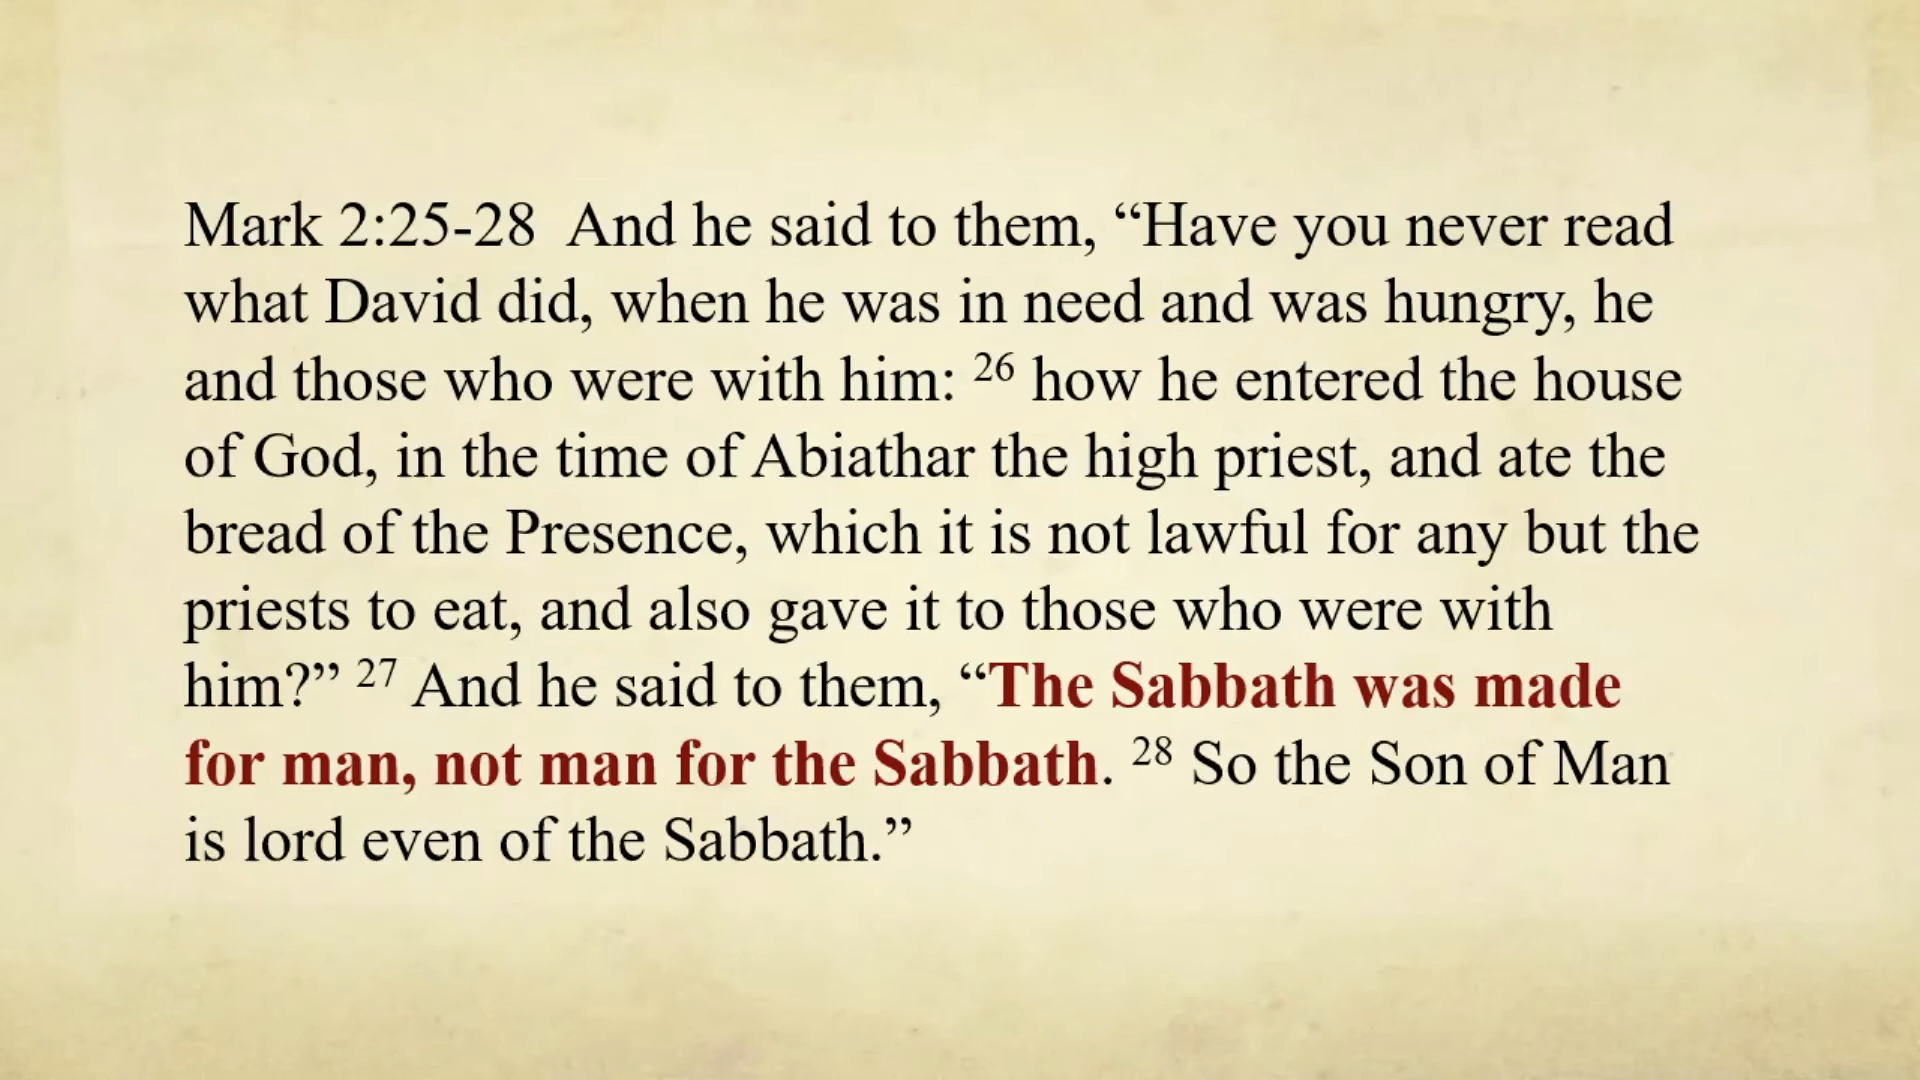 Mark 2:25-28  And he said to them, “Have you never read
what David did, when he was in need and was hungry, he
and those who were with him: 26 how he entered the house
of God, in the time of Abiathar the high priest, and ate the
bread of the Presence, which it is not lawful for any but the
priests to eat, and also gave it to those who were with
him?” 27 And he said to them, “The Sabbath was made
for man, not man for the Sabbath. 28 So the Son of Man
is lord even of the Sabbath.”